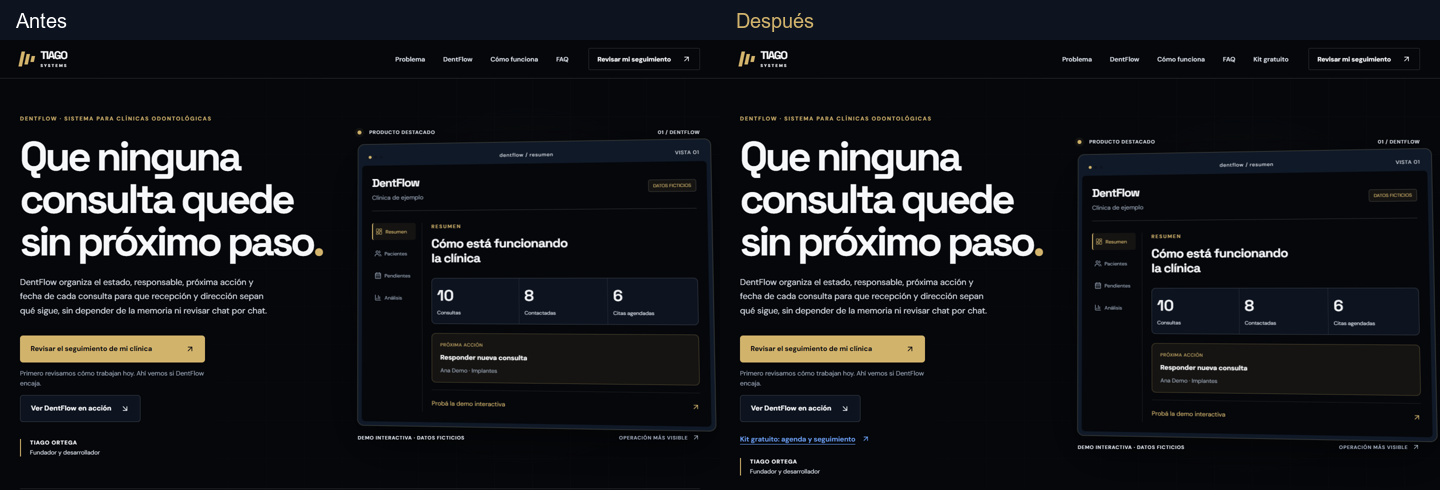 Antes
TIAGO
SYSTEMS
Problema
DentFlow
Cómo funciona
FAQ
Revisar mi seguimiento
DENTFLOW · SISTEMA PARA CLÍNICAS ODONTOLÓGICAS
Que ninguna
consulta quede
sin próximo paso.
DentFlow organiza el estado, responsable, próxima acción y
fecha de cada consulta para que recepción y dirección sepan
qué sigue, sin depender de la memoria ni revisar chat por chat.
Revisar el seguimiento de mi clínica
Primero revisamos cómo trabajan hoy. Ahí vemos si DentFlow
encaja.
Ver DentFlow en acción
TIAGO ORTEGA
Fundador y desarrollador
PRODUCTO DESTACADO
01 / DENTFLOW
dentflow / resumen
VISTA 01
DentFlow
Clínica de ejemplo
DATOS FICTICIOS
Resumen
Pacientes
Pendientes
Análisis
RESUMEN
Cómo está funcionando
la clínica
10
Consultas
8
Contactadas
6
Citas agendadas
PRÓXIMA ACCIÓN
Responder nueva consulta
Ana Demo · Implantes
Probá la demo interactiva
DEMO INTERACTIVA · DATOS FICTICIOS
OPERACIÓN MÁS VISIBLE
Después
TIAGO
SYSTEMS
Problema
DentFlow
Cómo funciona
FAQ
Kit gratuito
Revisar mi seguimiento
DENTFLOW · SISTEMA PARA CLÍNICAS ODONTOLÓGICAS
Que ninguna
consulta quede
sin próximo paso.
DentFlow organiza el estado, responsable, próxima acción y
fecha de cada consulta para que recepción y dirección sepan
qué sigue, sin depender de la memoria ni revisar chat por chat.
Revisar el seguimiento de mi clínica
Primero revisamos cómo trabajan hoy. Ahí vemos si DentFlow
encaja.
Ver DentFlow en acción
Kit gratuito: agenda y seguimiento
TIAGO ORTEGA
Fundador y desarrollador
PRODUCTO DESTACADO
01 / DENTFLOW
dentflow / resumen
VISTA 01
DentFlow
Clínica de ejemplo
DATOS FICTICIOS
Resumen
Pacientes
Pendientes
Análisis
RESUMEN
Cómo está funcionando
la clínica
10
Consultas
8
Contactadas
6
Citas agendadas
PRÓXIMA ACCIÓN
Responder nueva consulta
Ana Demo · Implantes
Probá la demo interactiva
DEMO INTERACTIVA · DATOS FICTICIOS
OPERACIÓN MÁS VISIBLE